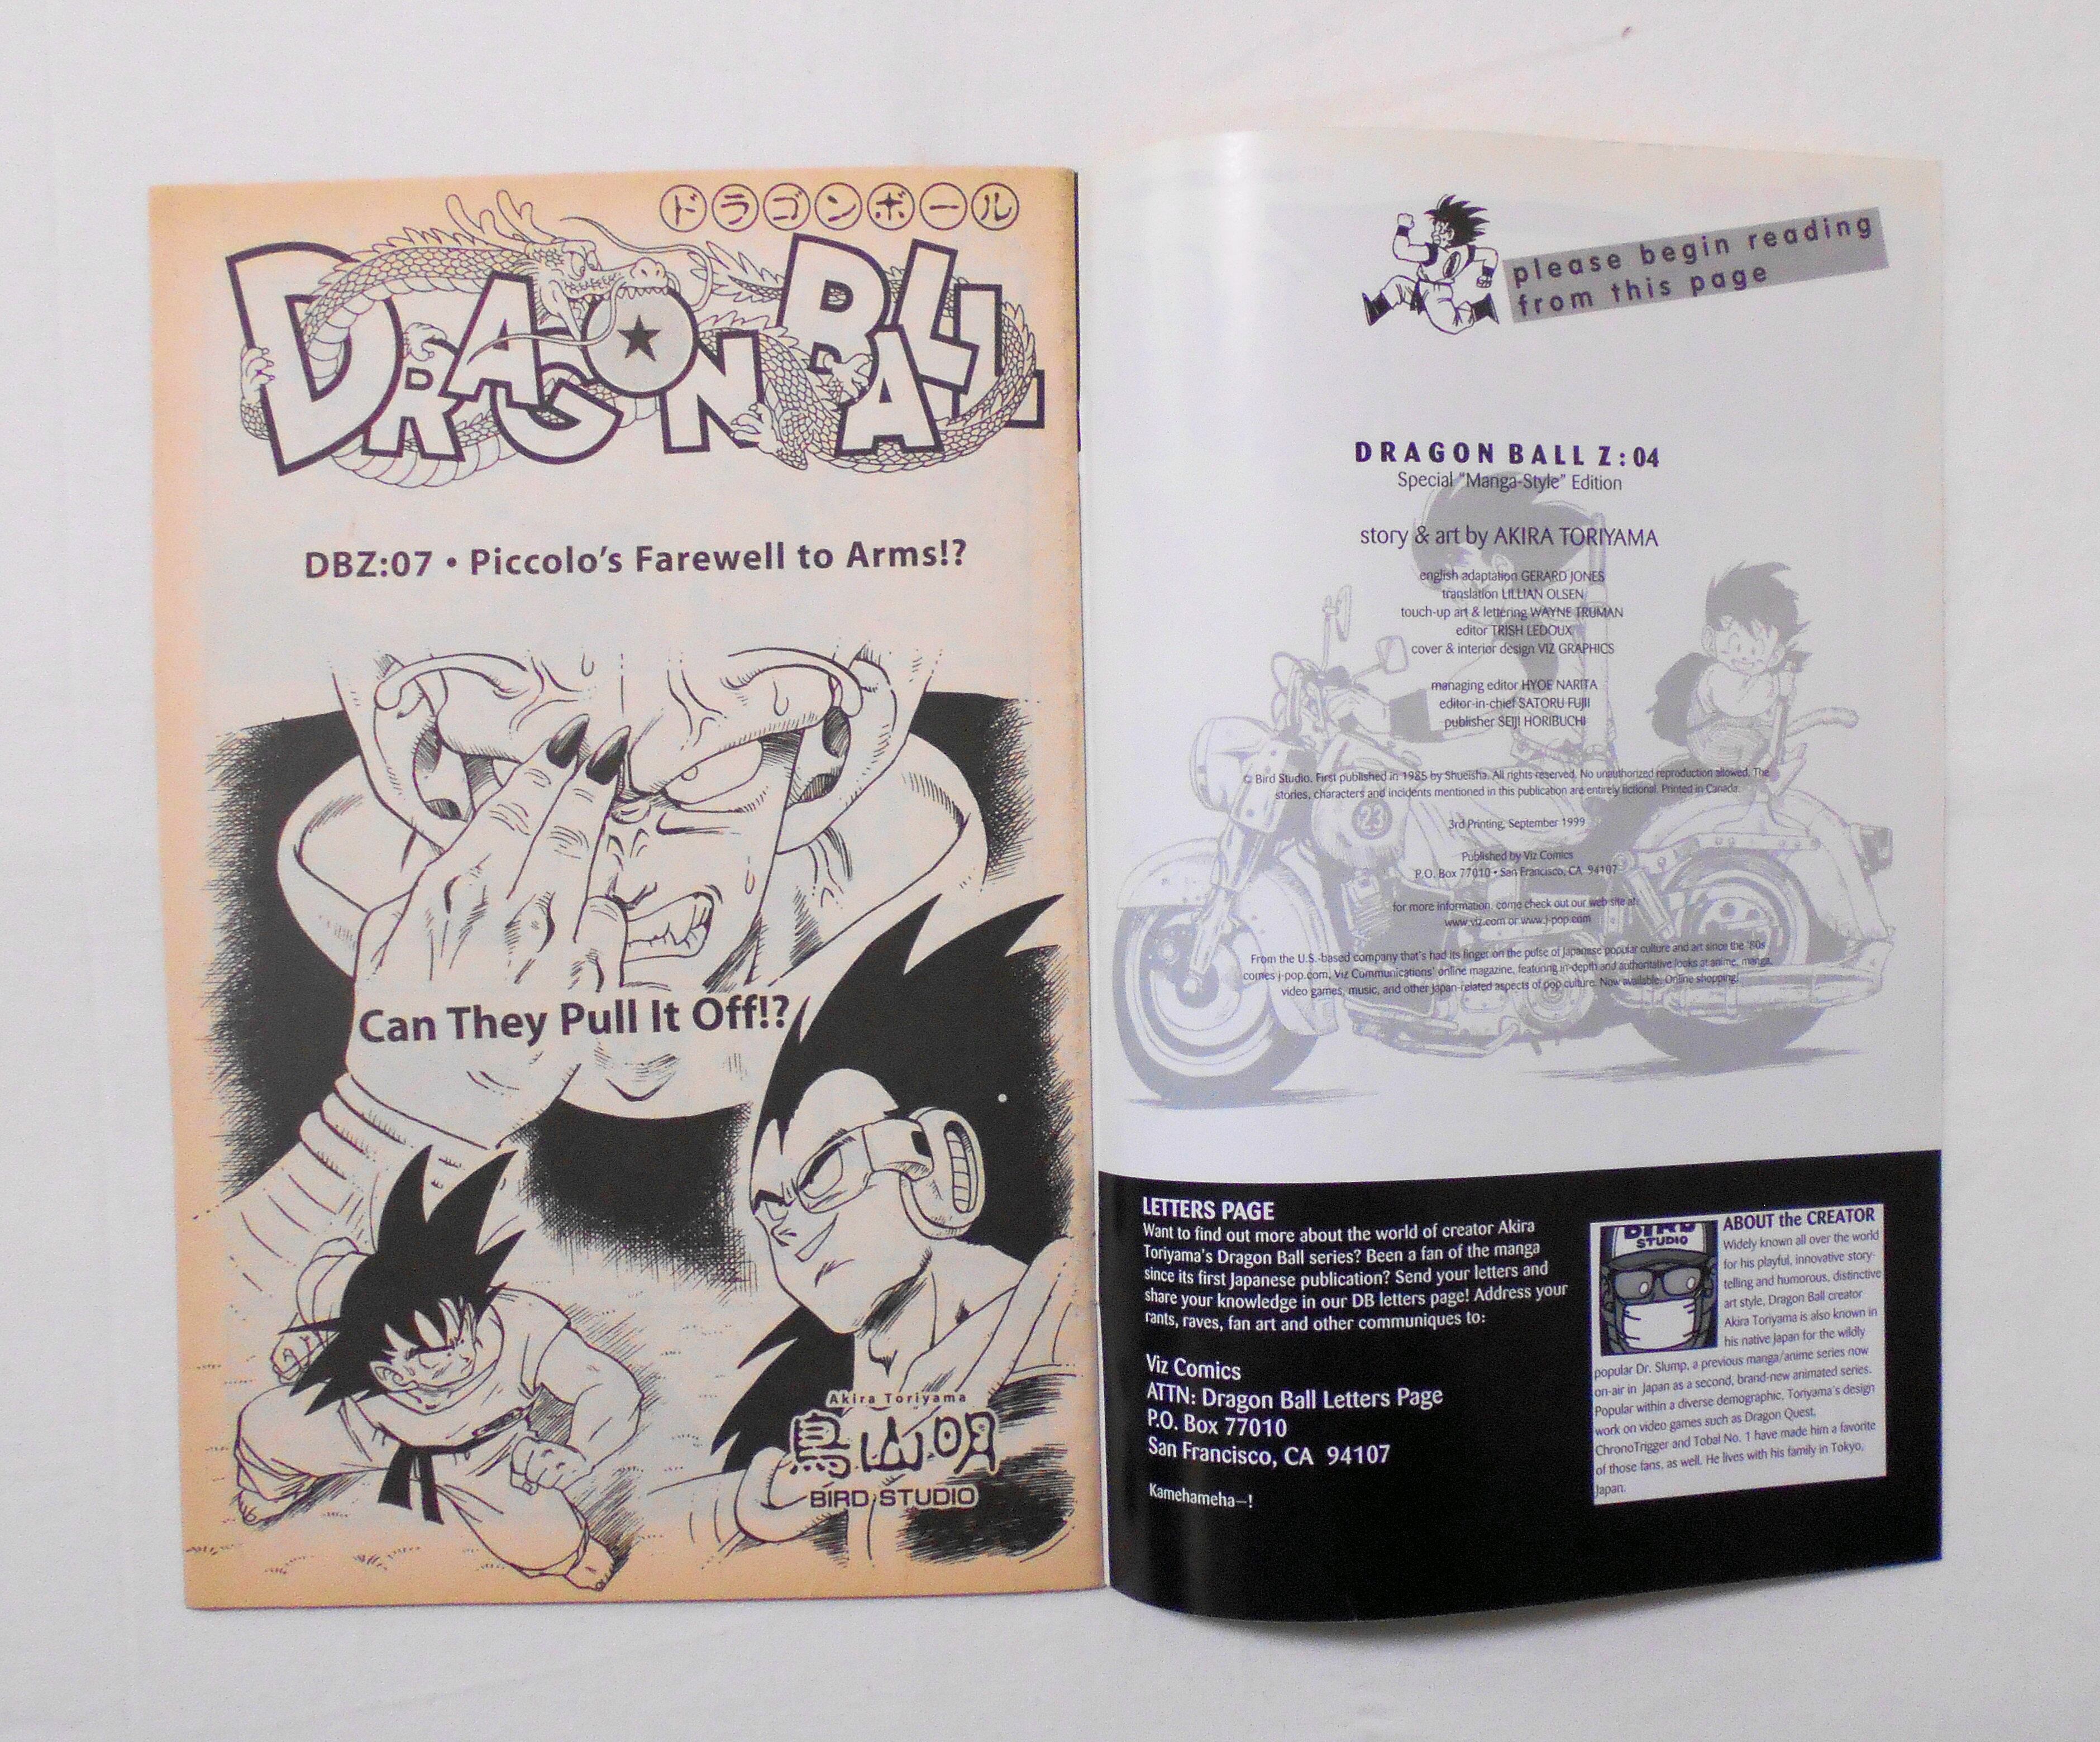 ドラゴンボール
DRAGON BALL
DBZ:07 • Piccolo's Farewell to Arms!?
Can They Pull It Off!?
Akira Toriyama
鳥山明
BIRD STUDIO
please begin reading
from this page
DRAGON BALL Z:04
Special "Manga-Style" Edition
story & art by AKIRA TORIYAMA
english adaptation GERARD JONES
translation LILLIAN OLSEN
touch-up art & lettering WAYNE TRUMAN
editor TRISH LEDOUX
cover & interior design VIZ GRAPHICS
managing editor HYOE NARITA
editor-in-chief SATORU FUJII
publisher SEIJI HORIBUCHI
© Bird Studio. First published in 1985 by Shueisha. All rights reserved. No unauthorized reproduction allowed. The
stories, characters and incidents mentioned in this publication are entirely fictional. Printed in Canada.
23
3rd Printing, September 1999
Published by Viz Comics
P.O. Box 77010 • San Francisco, CA 94107
for more information, come check out our web site at:
www.viz.com or www.j-pop.com
From the U.S.-based company that's had its finger on the pulse of Japanese popular culture and art since the '80s
comes j-pop.com, Viz Communications' online magazine, featuring in-depth and authoritative looks at anime, manga,
video games, music, and other Japan-related aspects of pop culture. Now available: Online shopping!
LETTERS PAGE
Want to find out more about the world of creator Akira
Toriyama's Dragon Ball series? Been a fan of the manga
since its first Japanese publication? Send your letters and
share your knowledge in our DB letters page! Address your
rants, raves, fan art and other communiques to:
Viz Comics
ATTN: Dragon Ball Letters Page
P.O. Box 77010
San Francisco, CA 94107
Kamehameha—!
BIRD
STUDIO
ABOUT the CREATOR
Widely known all over the world
for his playful, innovative story-
telling and humorous, distinctive
art style, Dragon Ball creator
Akira Toriyama is also known in
his native Japan for the wildly
popular Dr. Slump, a previous manga/anime series now
on-air in Japan as a second, brand-new animated series.
Popular within a diverse demographic, Toriyama's design
work on video games such as Dragon Quest,
ChronoTrigger and Tobal No. 1 have made him a favorite
of those fans, as well. He lives with his family in Tokyo,
Japan.